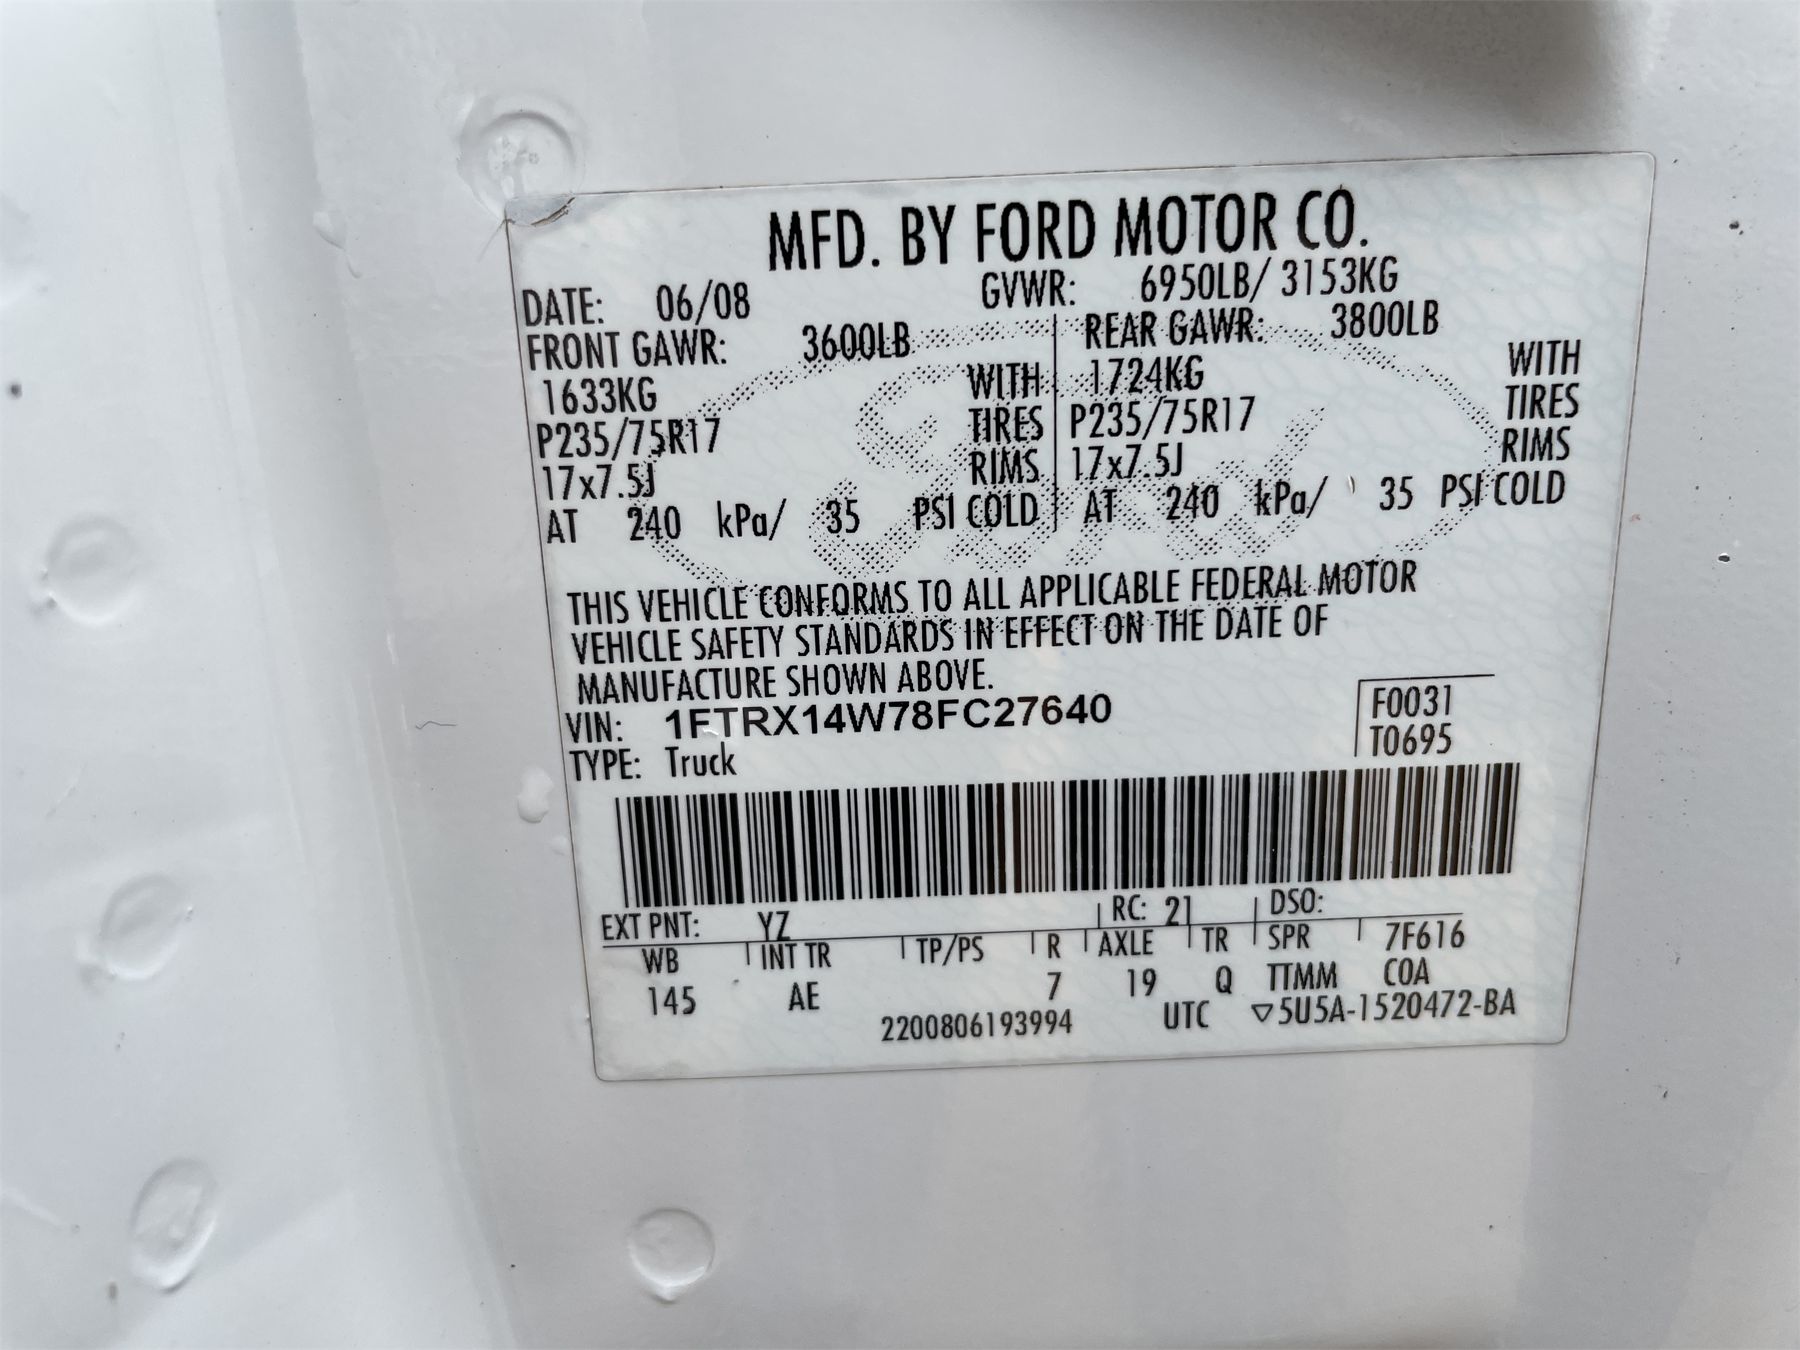 MFD. BY FORD MOTOR CO.
DATE: 06/08 GVWR: 6950LB/ 3153KG
FRONT GAWR: 3600LB REAR GAWR: 3800LB
1633KG WITH 1724KG WITH
P235/75R17 TIRES P235/75R17 TIRES
17x7.5J RIMS 17x7.5J RIMS
AT 240 kPa/ 35 PSI COLD AT 240 kPa/ 35 PSI COLD
THIS VEHICLE CONFORMS TO ALL APPLICABLE FEDERAL MOTOR
VEHICLE SAFETY STANDARDS IN EFFECT ON THE DATE OF
MANUFACTURE SHOWN ABOVE.
VIN: 1FTRX14W78FC27640 F0031
TYPE: Truck T0695
EXT PNT: YZ RC: 21 DSO:
WB INT TR TP/PS R AXLE TR SPR 7F616
145 AE 7 19 Q TTMM COA
2200806193994 UTC ▽5U5A-1520472-BA